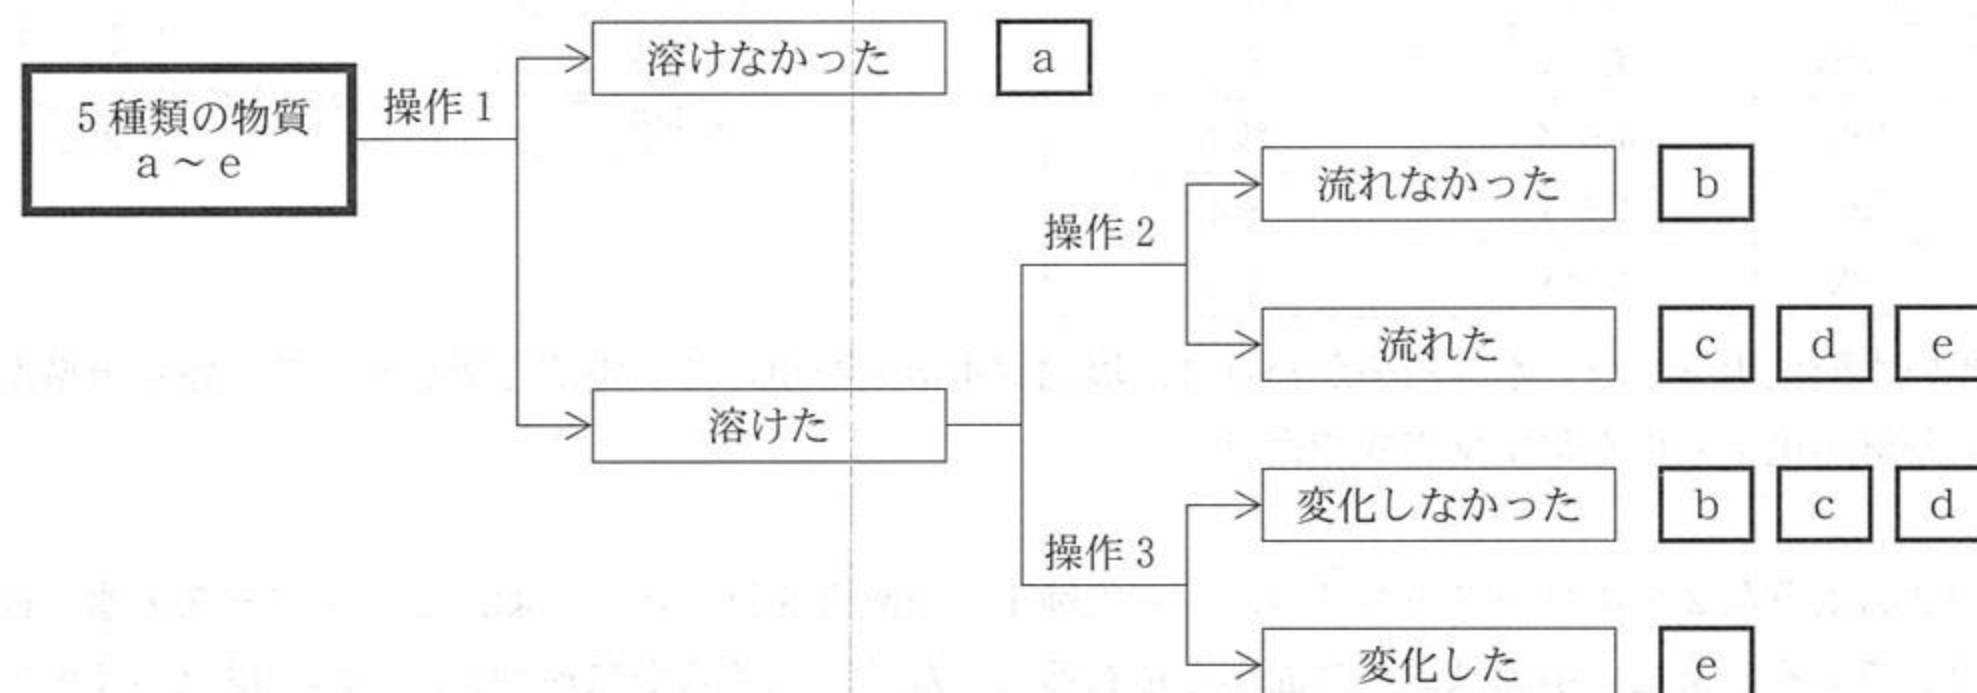 5種類の物質
a~e
操作1
溶けなかった
a
溶けた
操作2
流れなかった
b
流れた
c
d
e
操作3
変化しなかった
b
c
d
変化した
e